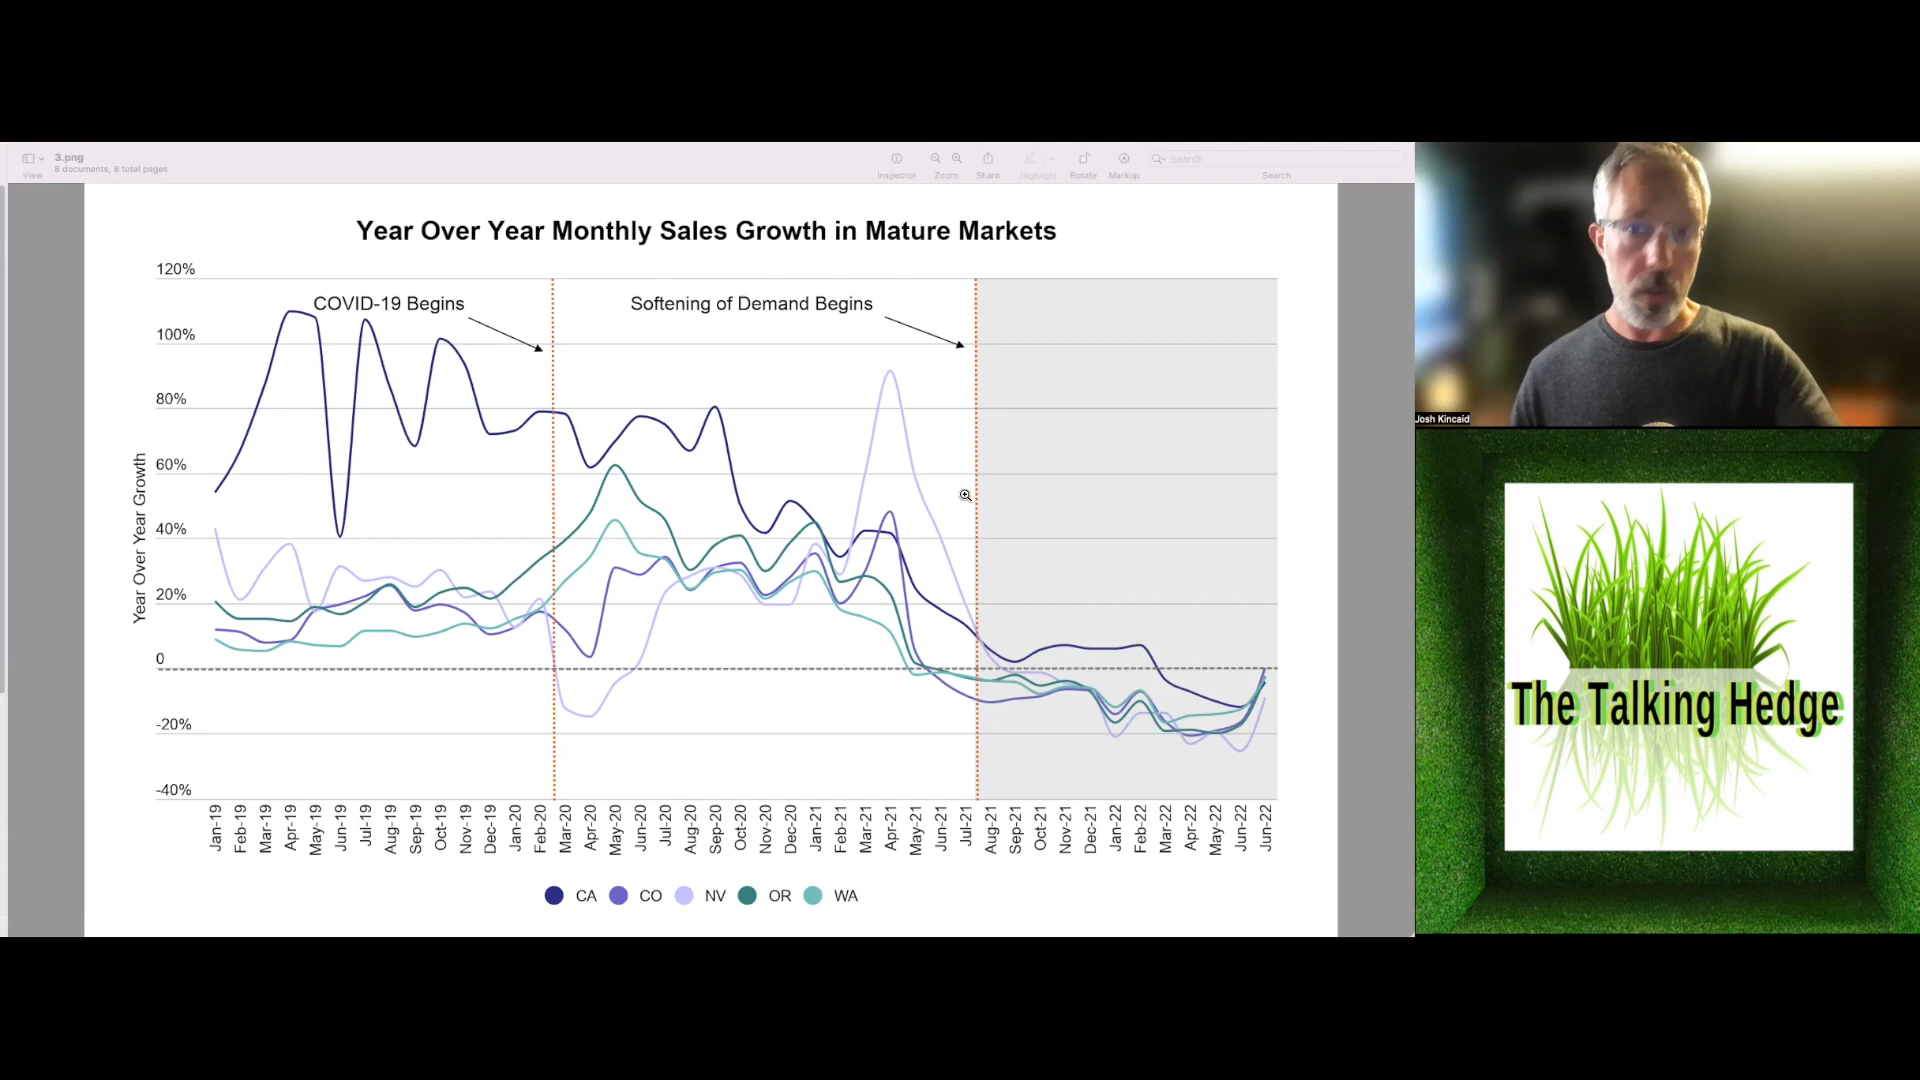 3.png
8 documents, 8 total pages
View
Inspector
Zoom
Share
Highlight
Rotate
Markup
Search
Search
Year Over Year Monthly Sales Growth in Mature Markets
120%
100%
80%
60%
40%
20%
0
-20%
-40%
Year Over Year Growth
COVID-19 Begins
Softening of Demand Begins
Jan-19
Feb-19
Mar-19
Apr-19
May-19
Jun-19
Jul-19
Aug-19
Sep-19
Oct-19
Nov-19
Dec-19
Jan-20
Feb-20
Mar-20
Apr-20
May-20
Jun-20
Jul-20
Aug-20
Sep-20
Oct-20
Nov-20
Dec-20
Jan-21
Feb-21
Mar-21
Apr-21
May-21
Jun-21
Jul-21
Aug-21
Sep-21
Oct-21
Nov-21
Dec-21
Jan-22
Feb-22
Mar-22
Apr-22
May-22
Jun-22
Jun-22
CA
CO
NV
OR
WA
Josh Kincaid
The Talking Hedge